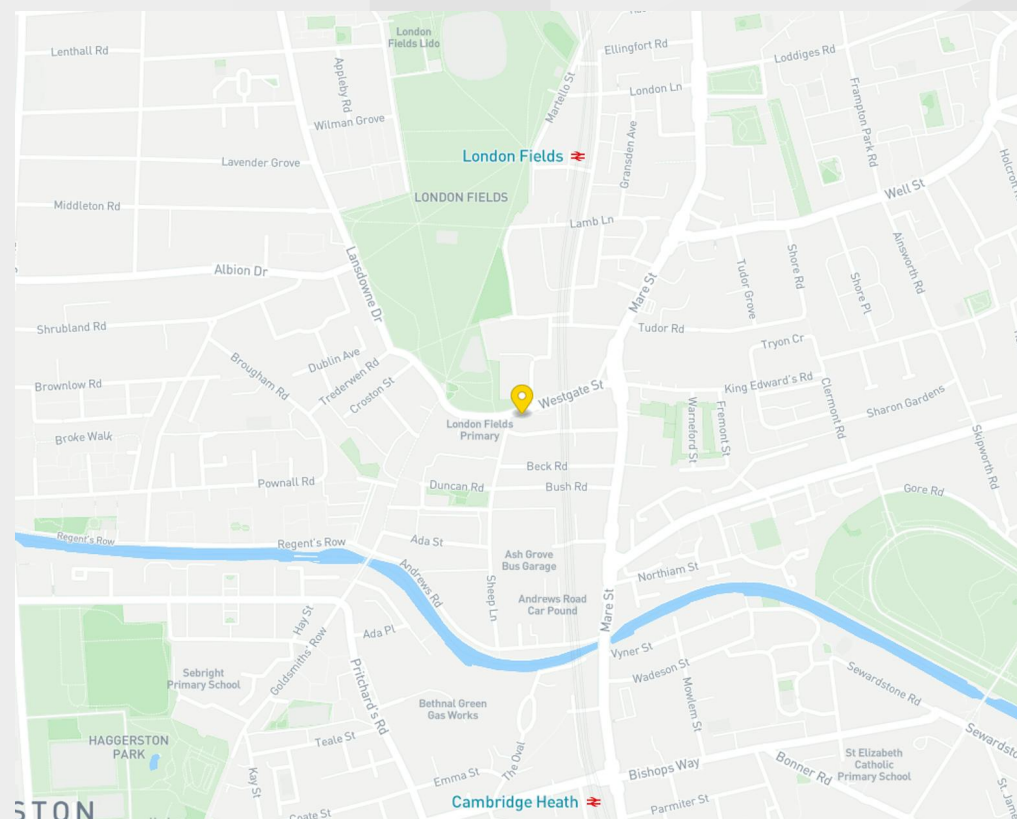 London
Fields Lido
Ellingfort Rd
Lenthall Rd
Loddiges Rd
Appleby Rd
Martello St
London Ln
Frampton Park Rd
Wilman Grove
Gransden Ave
London Fields
Lavender Grove
Well St
LONDON FIELDS
Middleton Rd
Lamb Ln
Lansdowne Dr
Albion Dr
Mare St
Tudor Grove
Shore Rd
Shore Pl
Ainsworth Rd
Shrubland Rd
Tudor Rd
Tryon Cr
Dublin Ave
Trederwen Rd
Croston St
Brougham Rd
Brownlow Rd
King Edward's Rd
Westgate St
Clermont Rd
Sharon Gardens
Warneford St
Fremont St
London Fields
Primary
Broke Walk
Skipworth Rd
Beck Rd
Pownall Rd
Duncan Rd
Bush Rd
Gore Rd
Regent's Row
Regent's Row
Ada St
Ash Grove
Bus Garage
Andrews Rd
Sheep Ln
Northiam St
Andrews Road
Car Pound
Mare St
Hay St
Ada Pl
Goldsmiths' Row
Vyner St
Wadeson St
Sebright
Primary School
Pritchard's Rd
Mowlem St
Sewardstone Rd
Bethnal Green
Gas Works
HAGGERSTON
PARK
Teale St
The Oval
St Elizabeth
Catholic
Primary School
Bishops Way
Bonner Rd
Kay St
Emma St
Cambridge Heath
Parmiter St